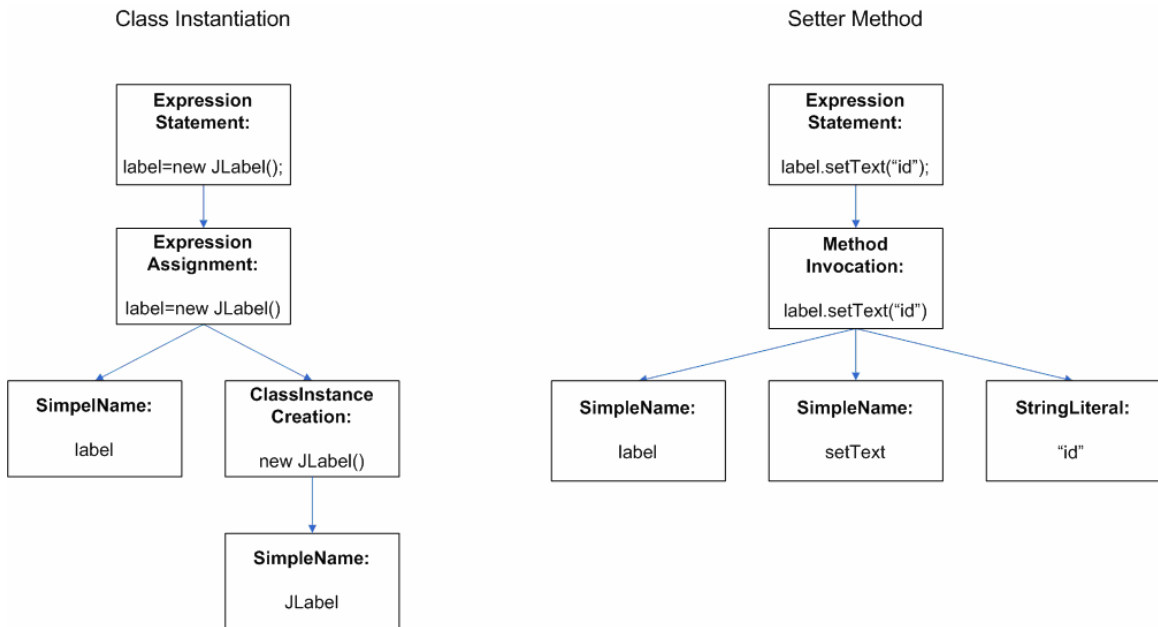 Class Instantiation
Setter Method
Expression
Statement:
label=new JLabel();
Expression
Statement:
label.setText(“id”);
Expression
Assignment:
label=new JLabel()
Method
Invocation:
label.setText(“id”)
SimpelName:
label
ClassInstance
Creation:
new JLabel()
SimpleName:
label
SimpleName:
setText
StringLiteral:
“id”
SimpleName:
JLabel